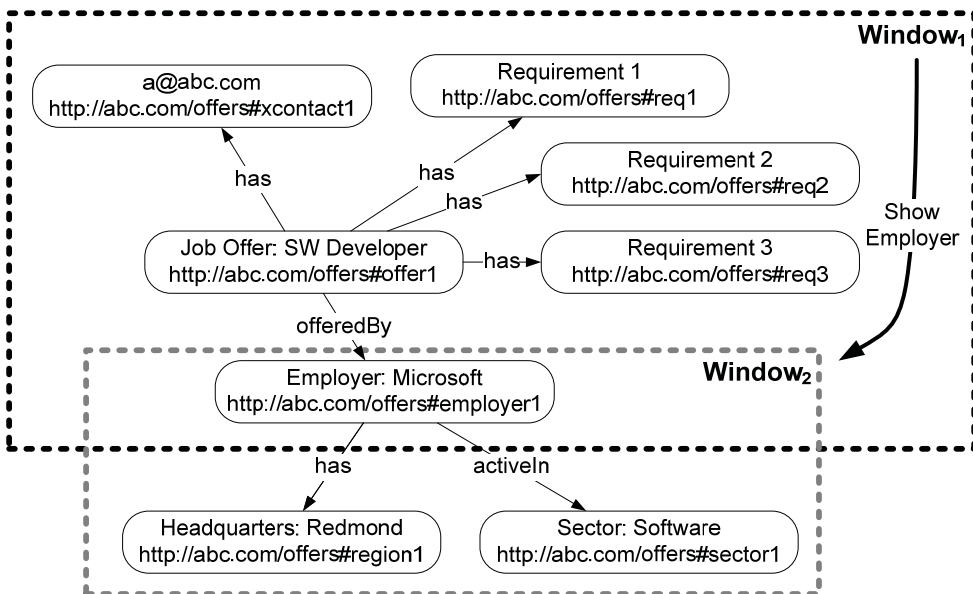 Window1
a@abc.com
http://abc.com/offers#xcontact1
Requirement 1
http://abc.com/offers#req1
has
has
Requirement 2
http://abc.com/offers#req2
has
Show
Employer
Job Offer: SW Developer
http://abc.com/offers#offer1
has
Requirement 3
http://abc.com/offers#req3
offeredBy
Window2
Employer: Microsoft
http://abc.com/offers#employer1
has
activeIn
Headquarters: Redmond
http://abc.com/offers#region1
Sector: Software
http://abc.com/offers#sector1